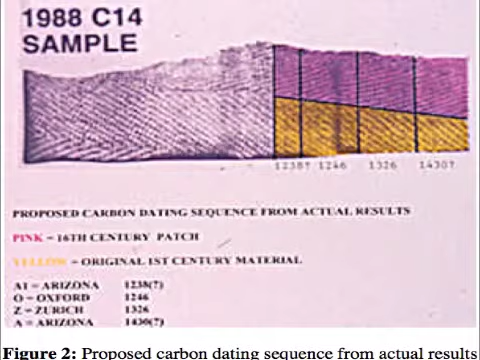 1988 C14
SAMPLE
1238? 1246 1326 1430?
PROPOSED CARBON DATING SEQUENCE FROM ACTUAL RESULTS
PINK = 16TH CENTURY PATCH
YELLOW = ORIGINAL 1ST CENTURY MATERIAL
A1 = ARIZONA 1238(?)
O = OXFORD 1246
Z = ZURICH 1326
A = ARIZONA 1430(?)
Figure 2: Proposed carbon dating sequence from actual results